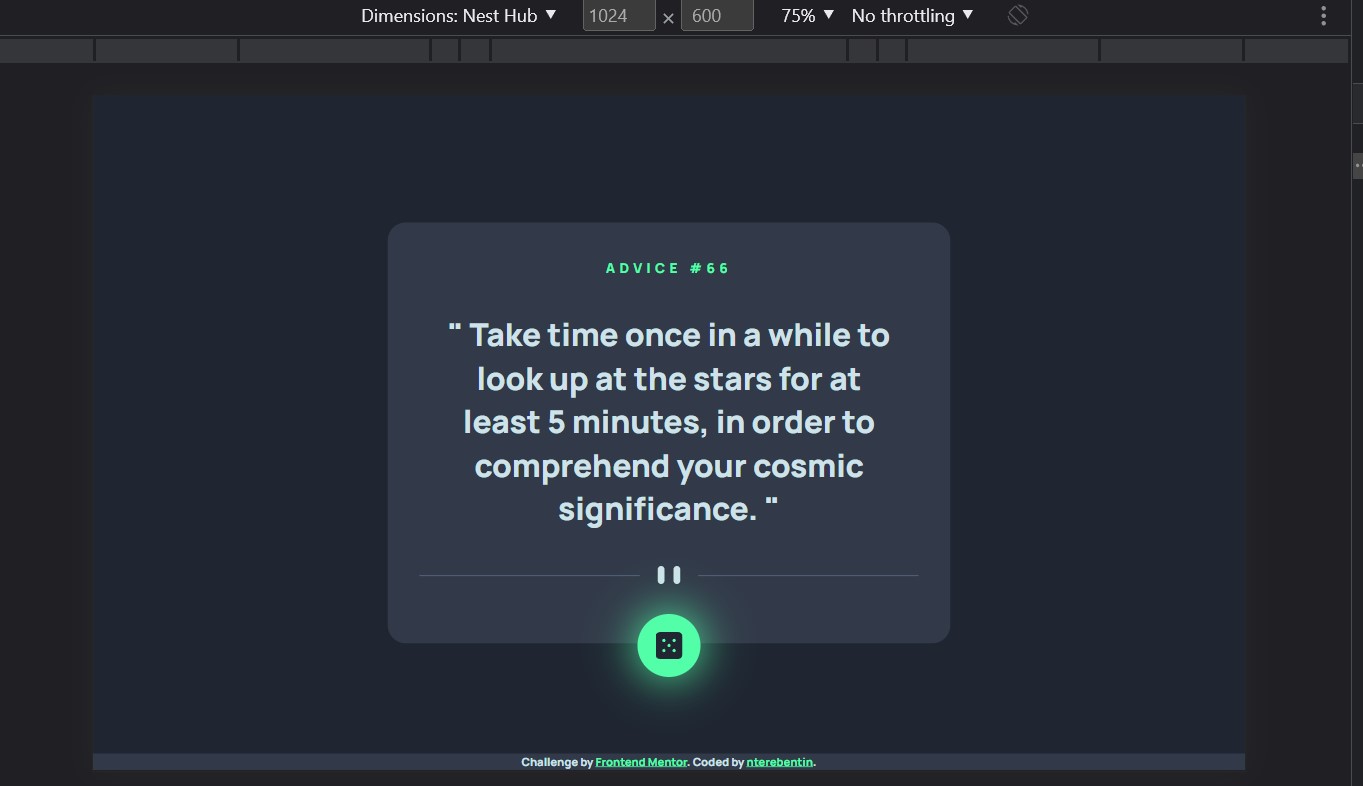 Dimensions: Nest Hub ▼ 1024 × 600 75% ▼ No throttling ▼
ADVICE #66
" Take time once in a while to
look up at the stars for at
least 5 minutes, in order to
comprehend your cosmic
significance. "
Challenge by Frontend Mentor. Coded by nterebentin.